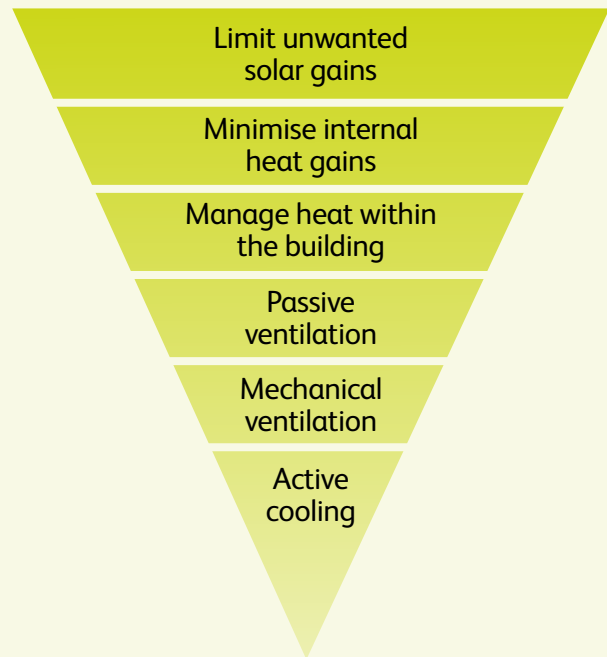 Limit unwanted
solar gains
Minimise internal
heat gains
Manage heat within
the building
Passive
ventilation
Mechanical
ventilation
Active
cooling